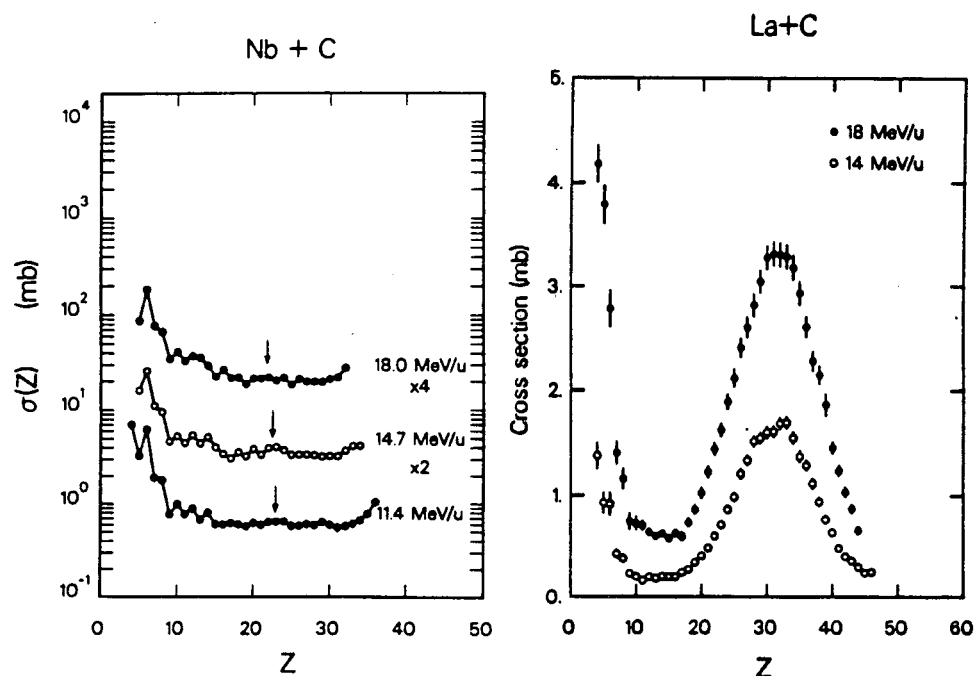 Nb + C
σ(Z) (mb)
10⁴
10³
10²
10¹
10⁰
10⁻¹
18.0 MeV/u
x4
14.7 MeV/u
x2
11.4 MeV/u
0 10 20 30 40 50
Z
La+C
Cross section (mb)
5.
4.
3.
2.
1.
0.
18 MeV/u
14 MeV/u
0 10 20 30 40 60
Z